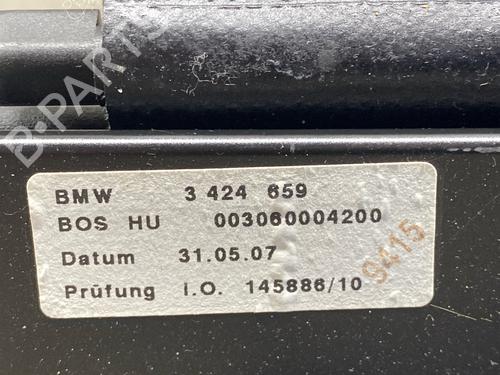 B-PARTS
BMW 3 424 659
BOS HU 003060004200
Datum 31.05.07
Prüfung I.O. 145886/10
9415